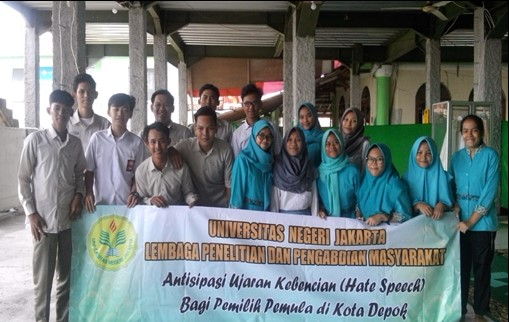 UNIVERSITAS NEGERI JAKARTA
LEMBAGA PENELITIAN DAN PENGABDIAN MASYARAKAT
Antisipasi Ujaran Kebencian (Hate Speech)
Bagi Pemilih Pemula di Kota Depok